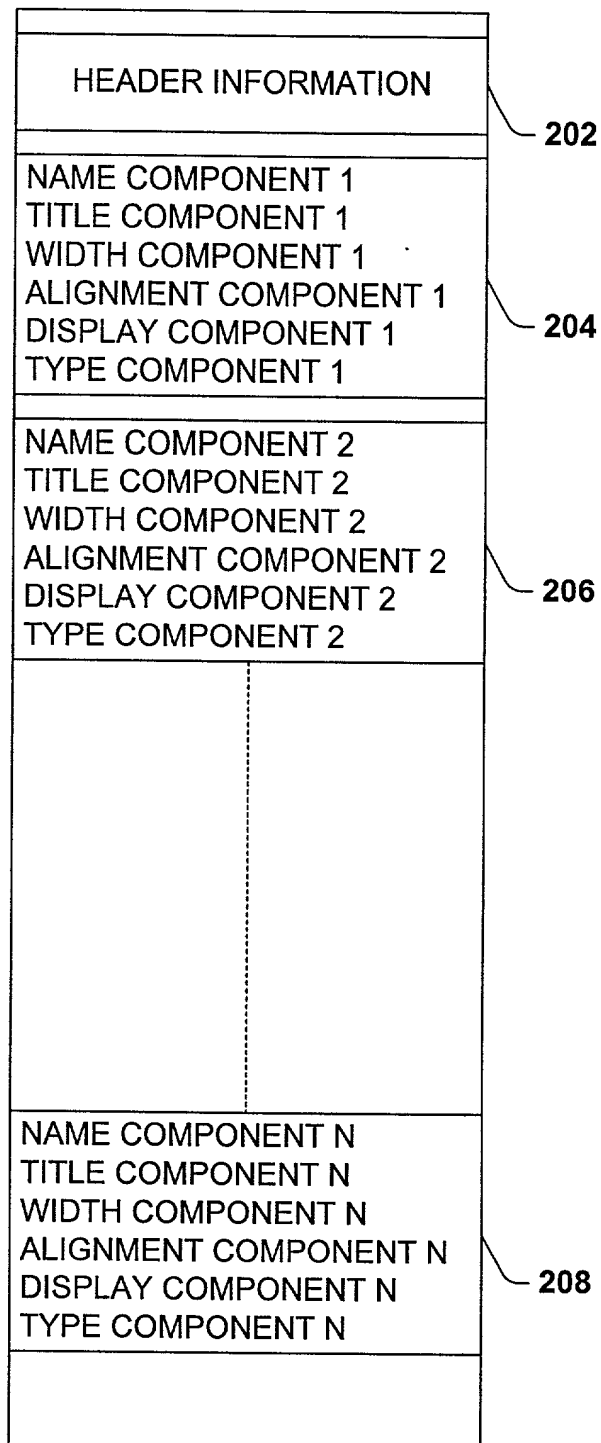 HEADER INFORMATION
202
NAME COMPONENT 1
TITLE COMPONENT 1
WIDTH COMPONENT 1
ALIGNMENT COMPONENT 1
DISPLAY COMPONENT 1
TYPE COMPONENT 1
204
NAME COMPONENT 2
TITLE COMPONENT 2
WIDTH COMPONENT 2
ALIGNMENT COMPONENT 2
DISPLAY COMPONENT 2
TYPE COMPONENT 2
206
NAME COMPONENT N
TITLE COMPONENT N
WIDTH COMPONENT N
ALIGNMENT COMPONENT N
DISPLAY COMPONENT N
TYPE COMPONENT N
208